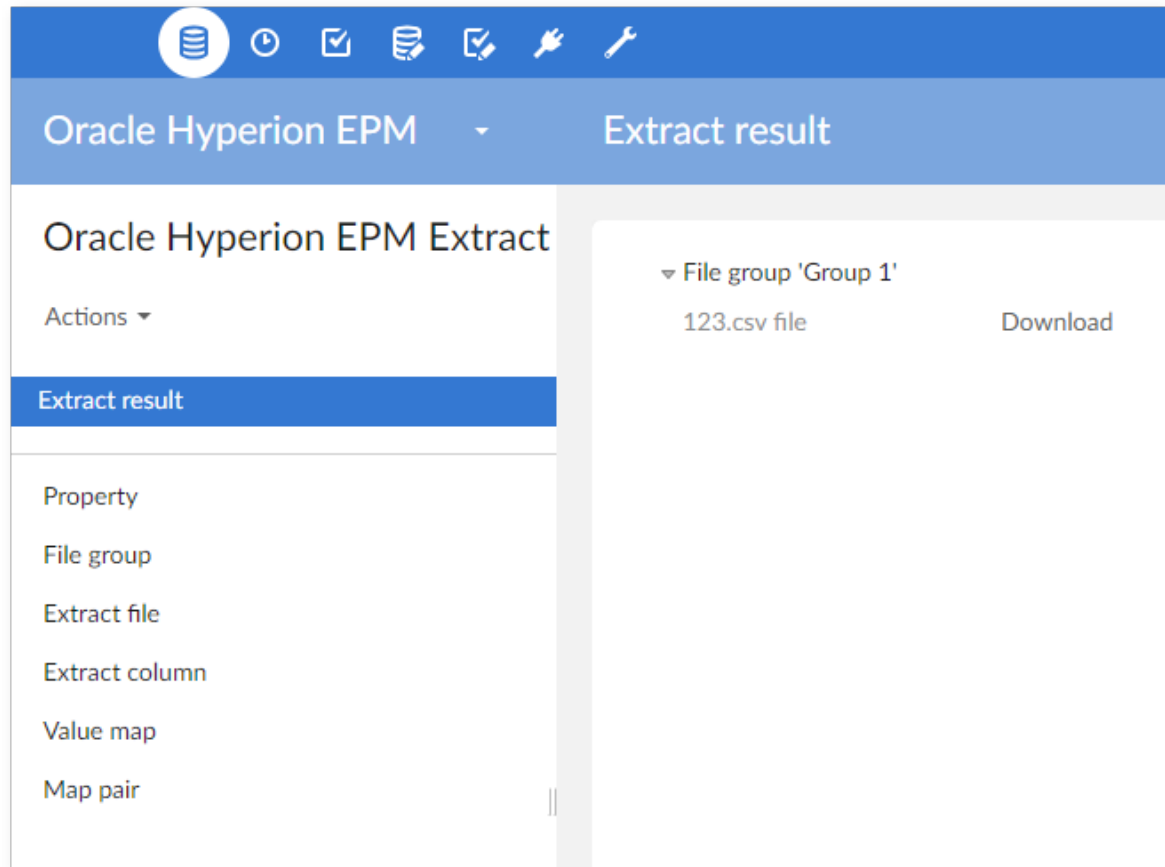 Oracle Hyperion EPM
Extract result
Oracle Hyperion EPM Extract
Actions
Extract result
Property
File group
Extract file
Extract column
Value map
Map pair
File group 'Group 1'
123.csv file Download